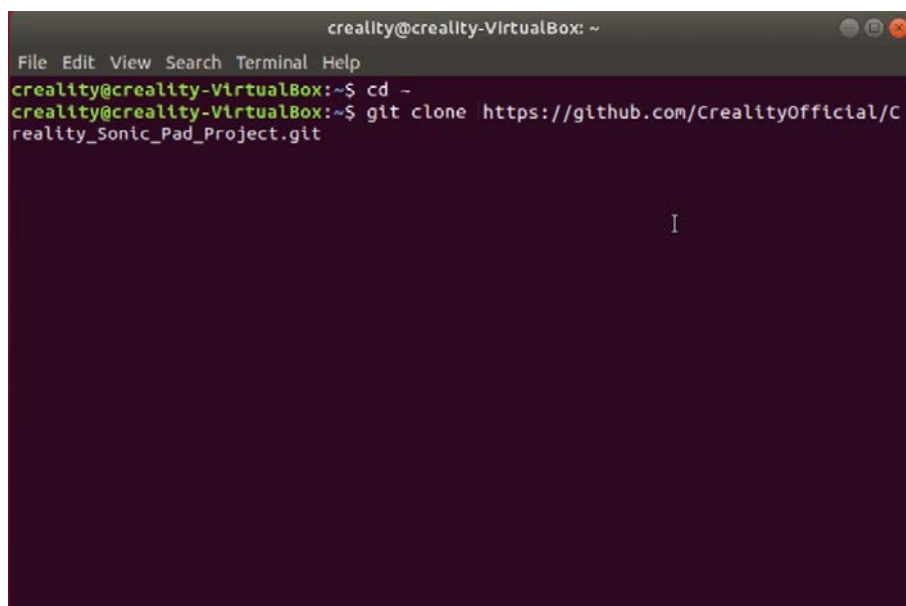 creality@creality-VirtualBox: ~
File Edit View Search Terminal Help
creality@creality-VirtualBox:~$ cd ~
creality@creality-VirtualBox:~$ git clone  https://github.com/CrealityOfficial/C
reality_Sonic_Pad_Project.git